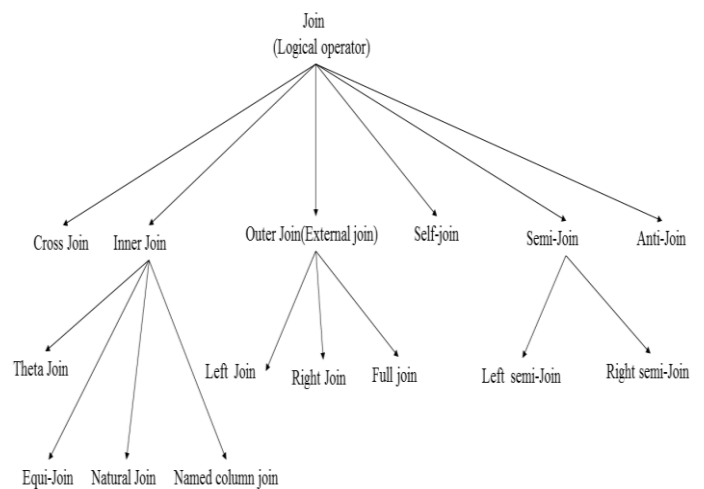 Join
(Logical operator)
Cross Join
Inner Join
Outer Join(External join)
Self-join
Semi-Join
Anti-Join
Theta Join
Left Join
Right Join
Full join
Left semi-Join
Right semi-Join
Equi-Join
Natural Join
Named column join